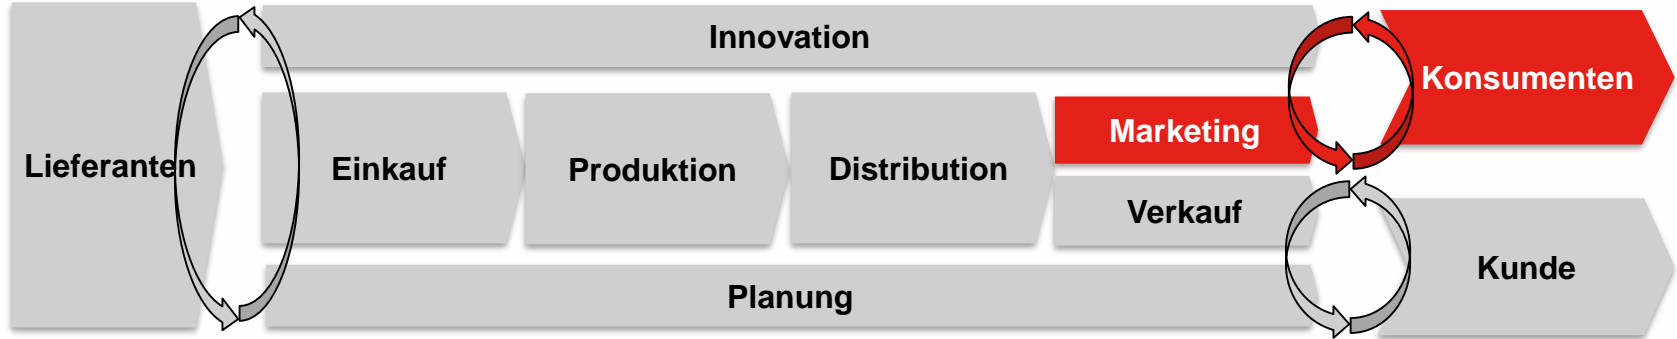 Innovation
Konsumenten
Marketing
Lieferanten
Einkauf
Produktion
Distribution
Verkauf
Kunde
Planung